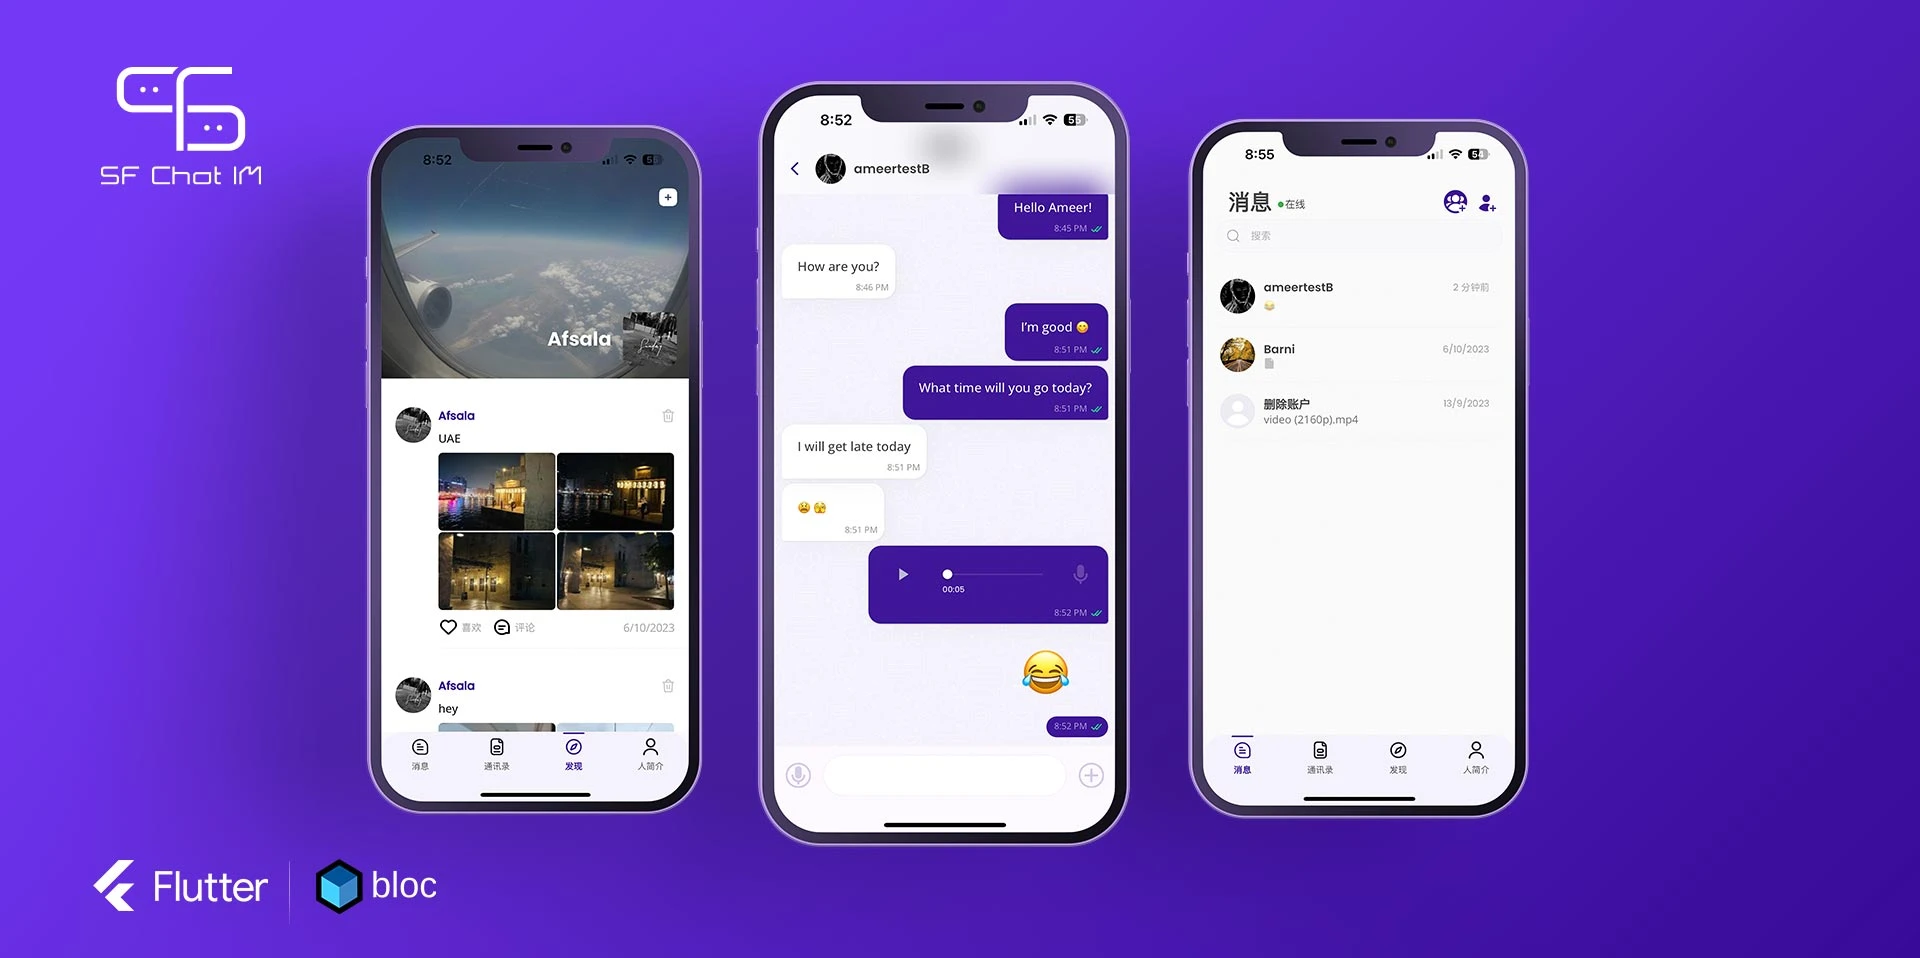 SF Chat IM
8:52
Afsala
Afsala
UAE
喜欢
评论
6/10/2023
Afsala
hey
消息
通讯录
发现
人简介
8:52
55
ameertestB
Hello Ameer!
8:45 PM
How are you?
8:46 PM
I'm good 😋
8:51 PM
What time will you go today?
8:51 PM
I will get late today
8:51 PM
8:51 PM
00:05
8:52 PM
8:52 PM
8:55
54
消息
在线
搜索
ameertestB
2 分钟前
Barni
6/10/2023
删除账户
13/9/2023
video (2160p).mp4
消息
通讯录
发现
人简介
Flutter
bloc